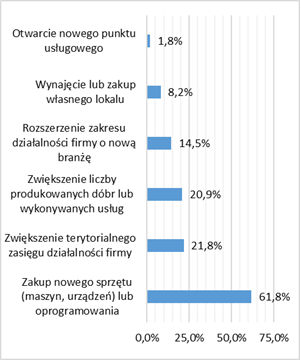 Otwarcie nowego punktu
usługowego
1,8%
Wynajęcie lub zakup
własnego lokalu
8,2%
Rozszerzenie zakresu
działalności firmy o nową
branżę
14,5%
Zwiększenie liczby
produkowanych dóbr lub
wykonywanych usług
20,9%
Zwiększenie terytorialnego
zasięgu działalności firmy
21,8%
Zakup nowego sprzętu
(maszyn, urządzeń) lub
oprogramowania
61,8%
0,0% 25,0% 50,0% 75,0%